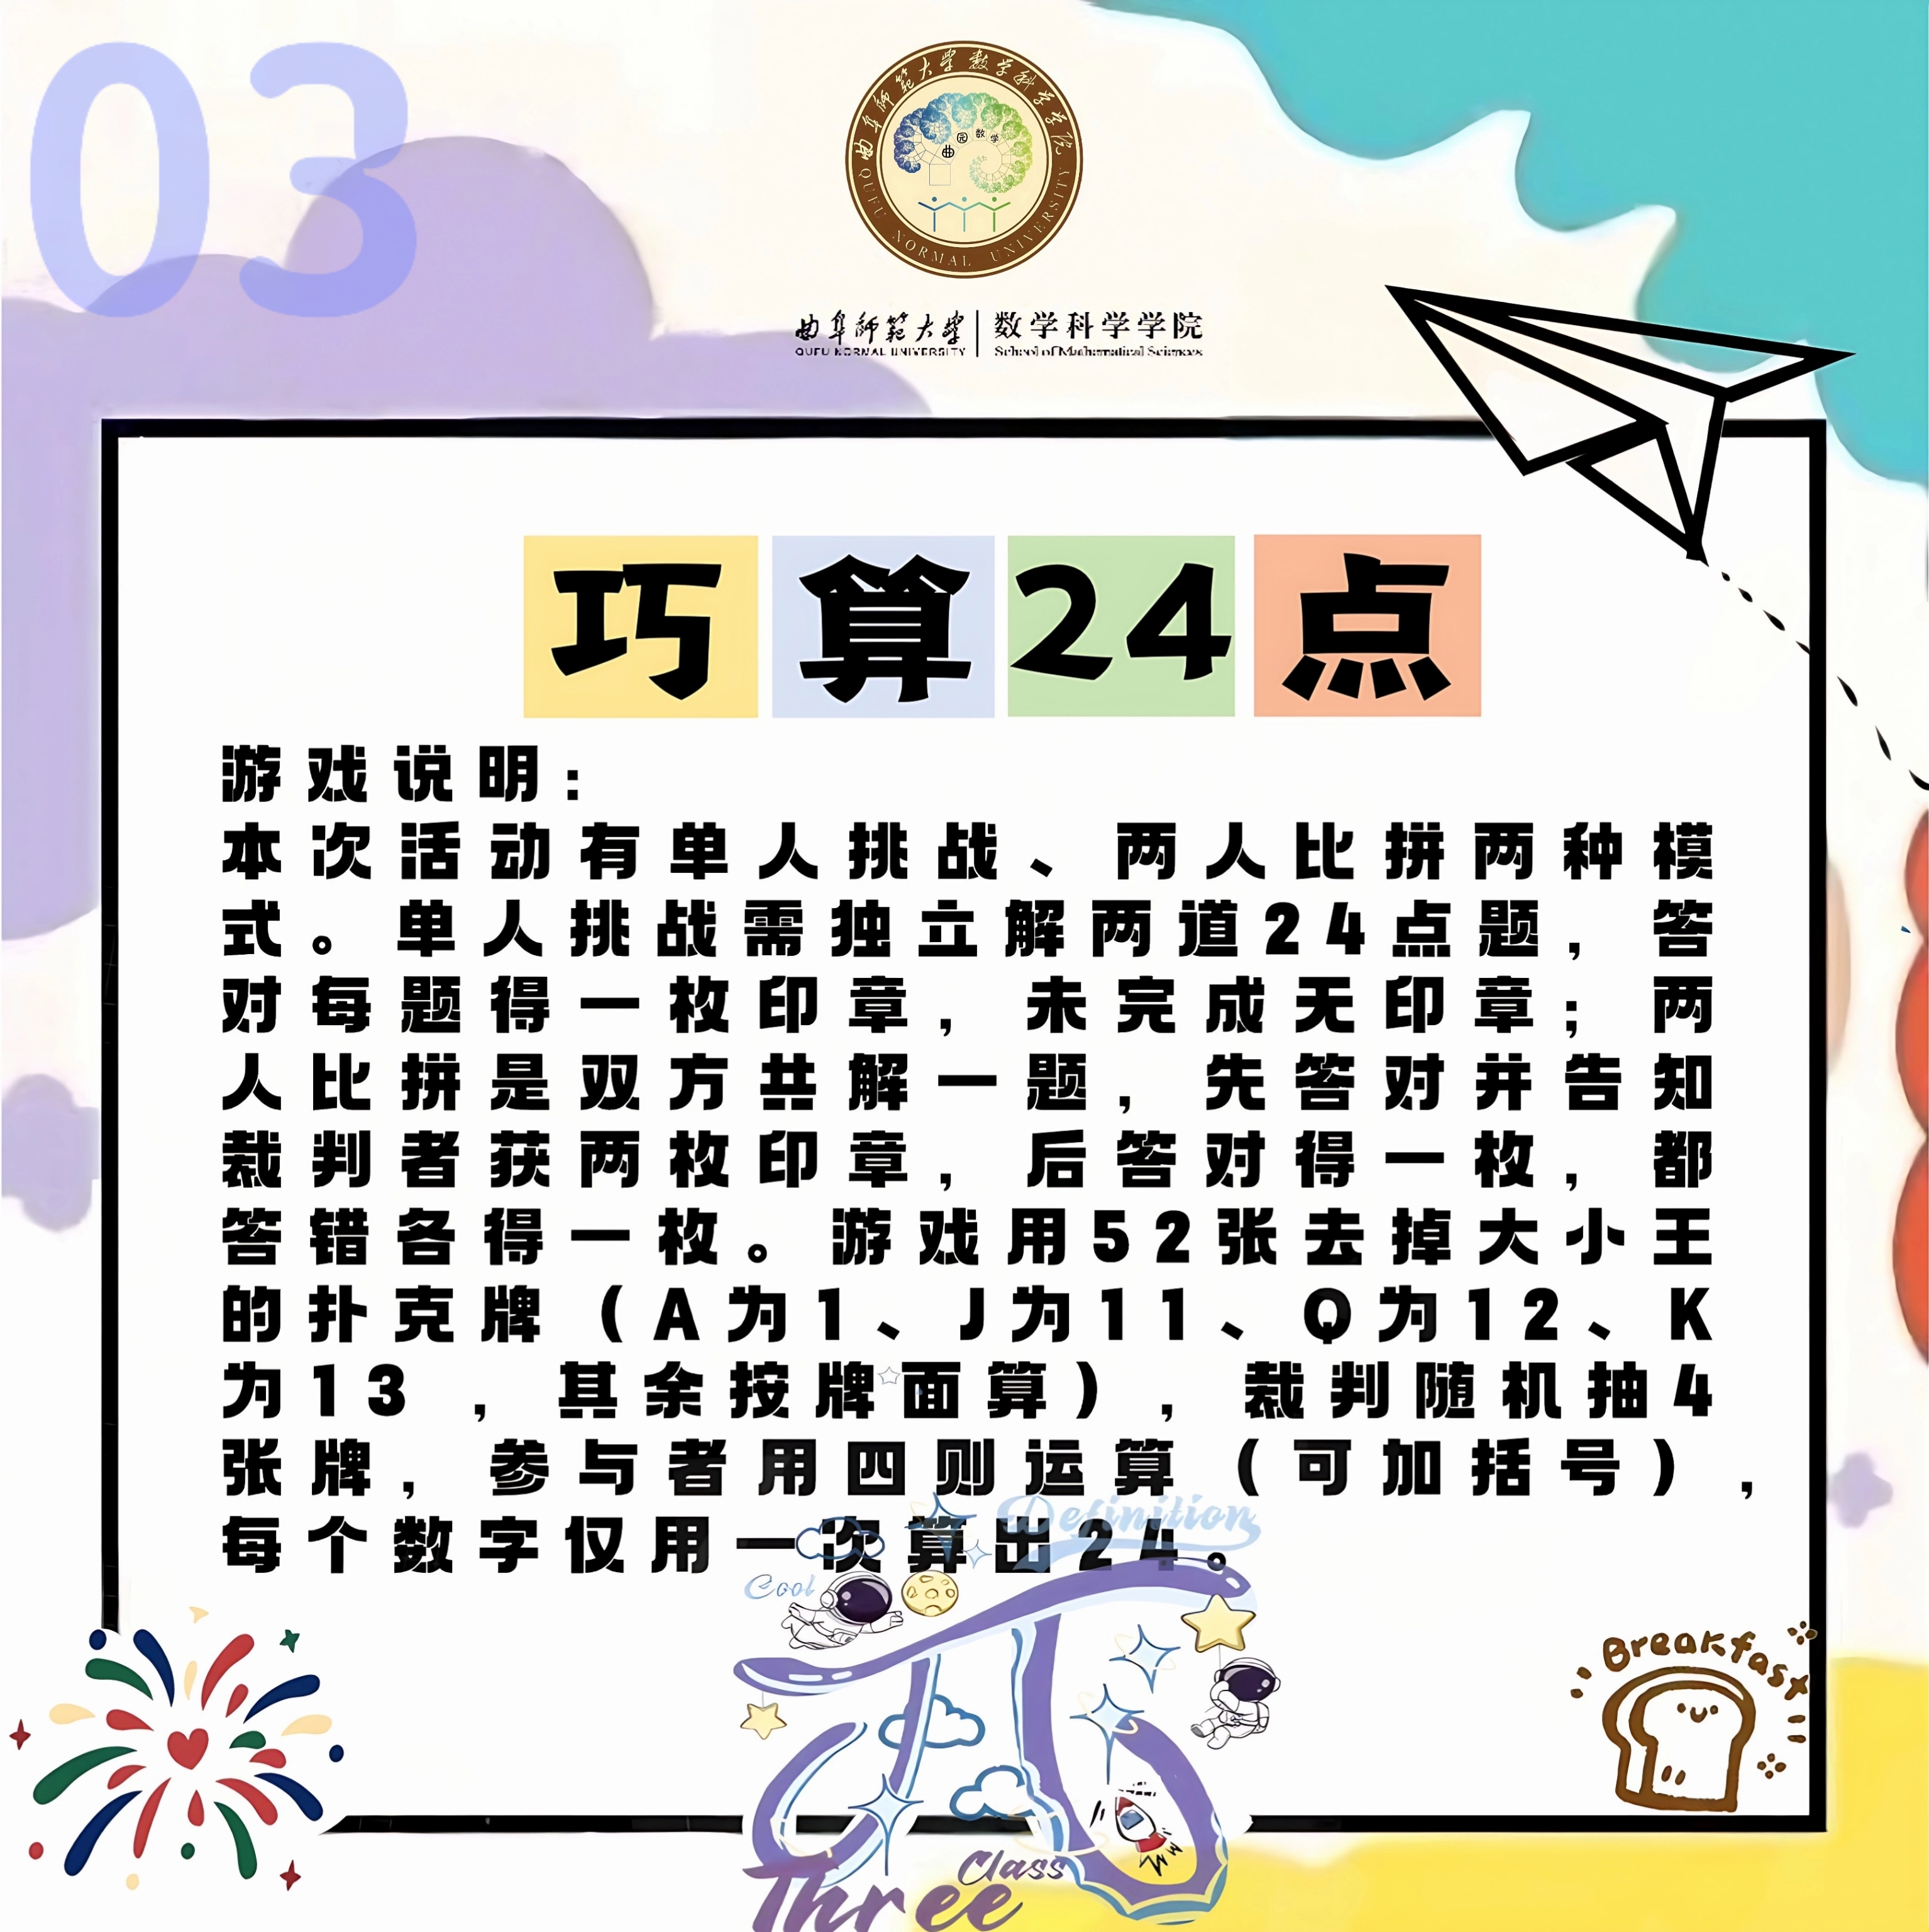 03
曲阜师范大学数学科学学院
曲园数学
QUFU NORMAL UNIVERSITY
曲阜师范大学 | 数学科学学院
QUFU NORMAL UNIVERSITY School of Mathematical Sciences
巧算24点
游戏说明：
本次活动有单人挑战、两人比拼两种模
式。单人挑战需独立解两道24点题，答
对每题得一枚印章，未完成无印章；两
人比拼是双方共解一题，先答对并告知
裁判者获两枚印章，后答对得一枚，都
答错各得一枚。游戏用52张去掉大小王
的扑克牌（A为1、J为11、Q为12、K
为13，其余按牌面算），裁判随机抽4
张牌，参与者用四则运算（可加括号），
每个数字仅用一次算出24。
Definition
Cool
Breakfast
Class
Three